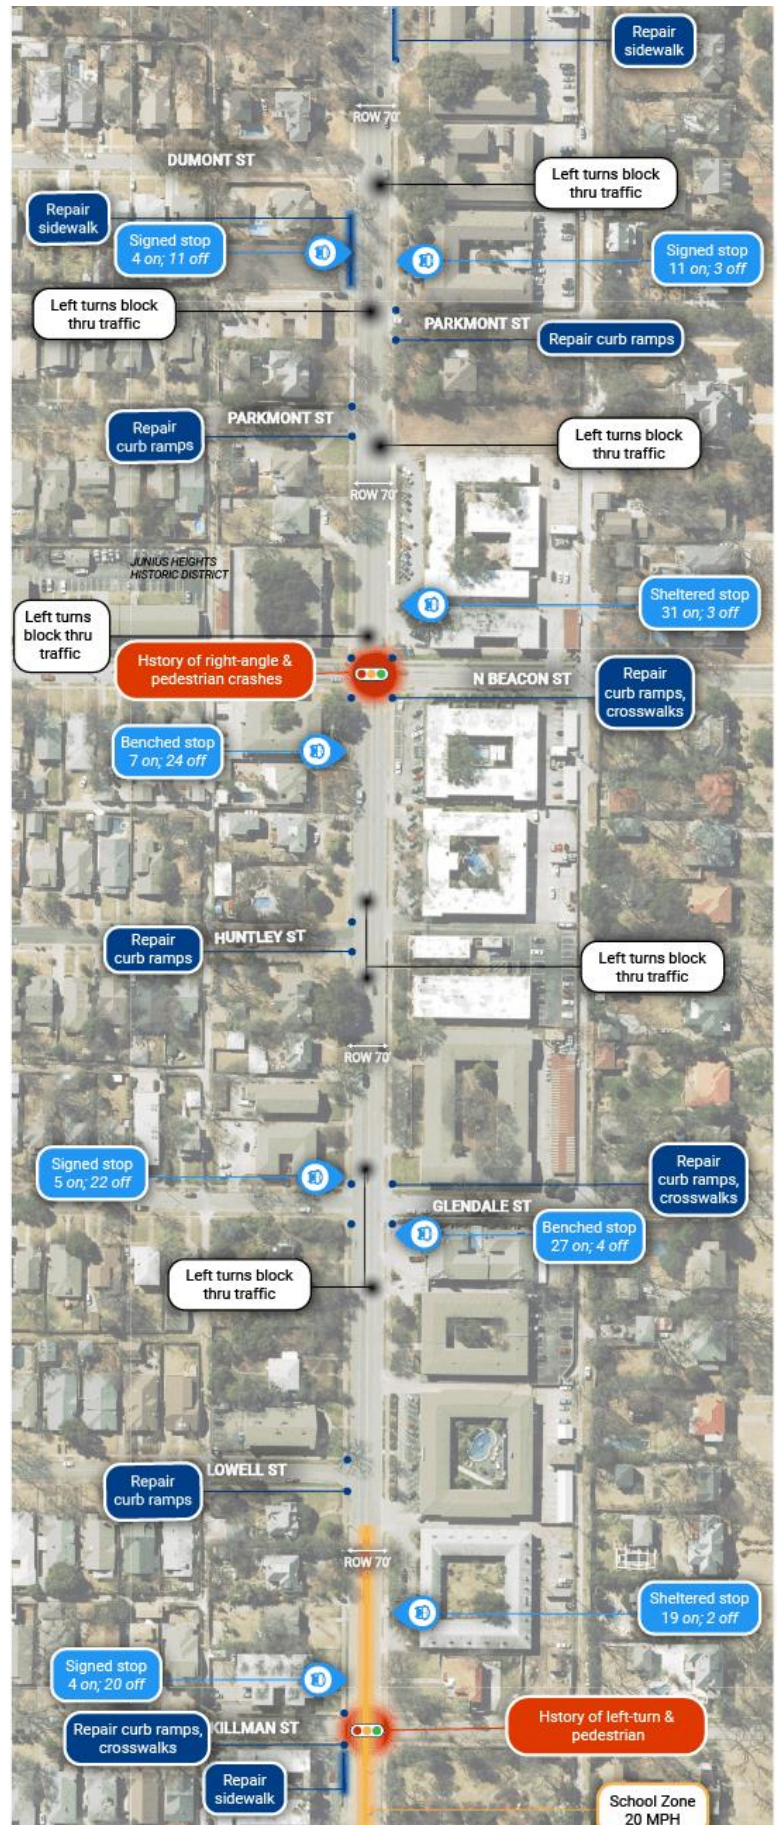 Repair
sidewalk
ROW 70'
DUMONT ST
Left turns block
thru traffic
Repair
sidewalk
Signed stop
4 on; 11 off
Signed stop
11 on; 3 off
Left turns block
thru traffic
PARKMONT ST
Repair curb ramps
PARKMONT ST
Repair
curb ramps
Left turns block
thru traffic
ROW 70'
JUNIUS HEIGHTS
HISTORIC DISTRICT
Sheltered stop
31 on; 3 off
Left turns
block thru
traffic
Hstory of right-angle &
pedestrian crashes
N BEACON ST
Repair
curb ramps,
crosswalks
Benched stop
7 on; 24 off
HUNTLEY ST
Repair
curb ramps
Left turns block
thru traffic
ROW 70'
Signed stop
5 on; 22 off
Repair
curb ramps,
crosswalks
GLENDALE ST
Benched stop
27 on; 4 off
Left turns block
thru traffic
LOWELL ST
Repair
curb ramps
ROW 70'
Sheltered stop
19 on; 2 off
Signed stop
4 on; 20 off
KILLMAN ST
Repair curb ramps,
crosswalks
Hstory of left-turn &
pedestrian
Repair
sidewalk
School Zone
20 MPH